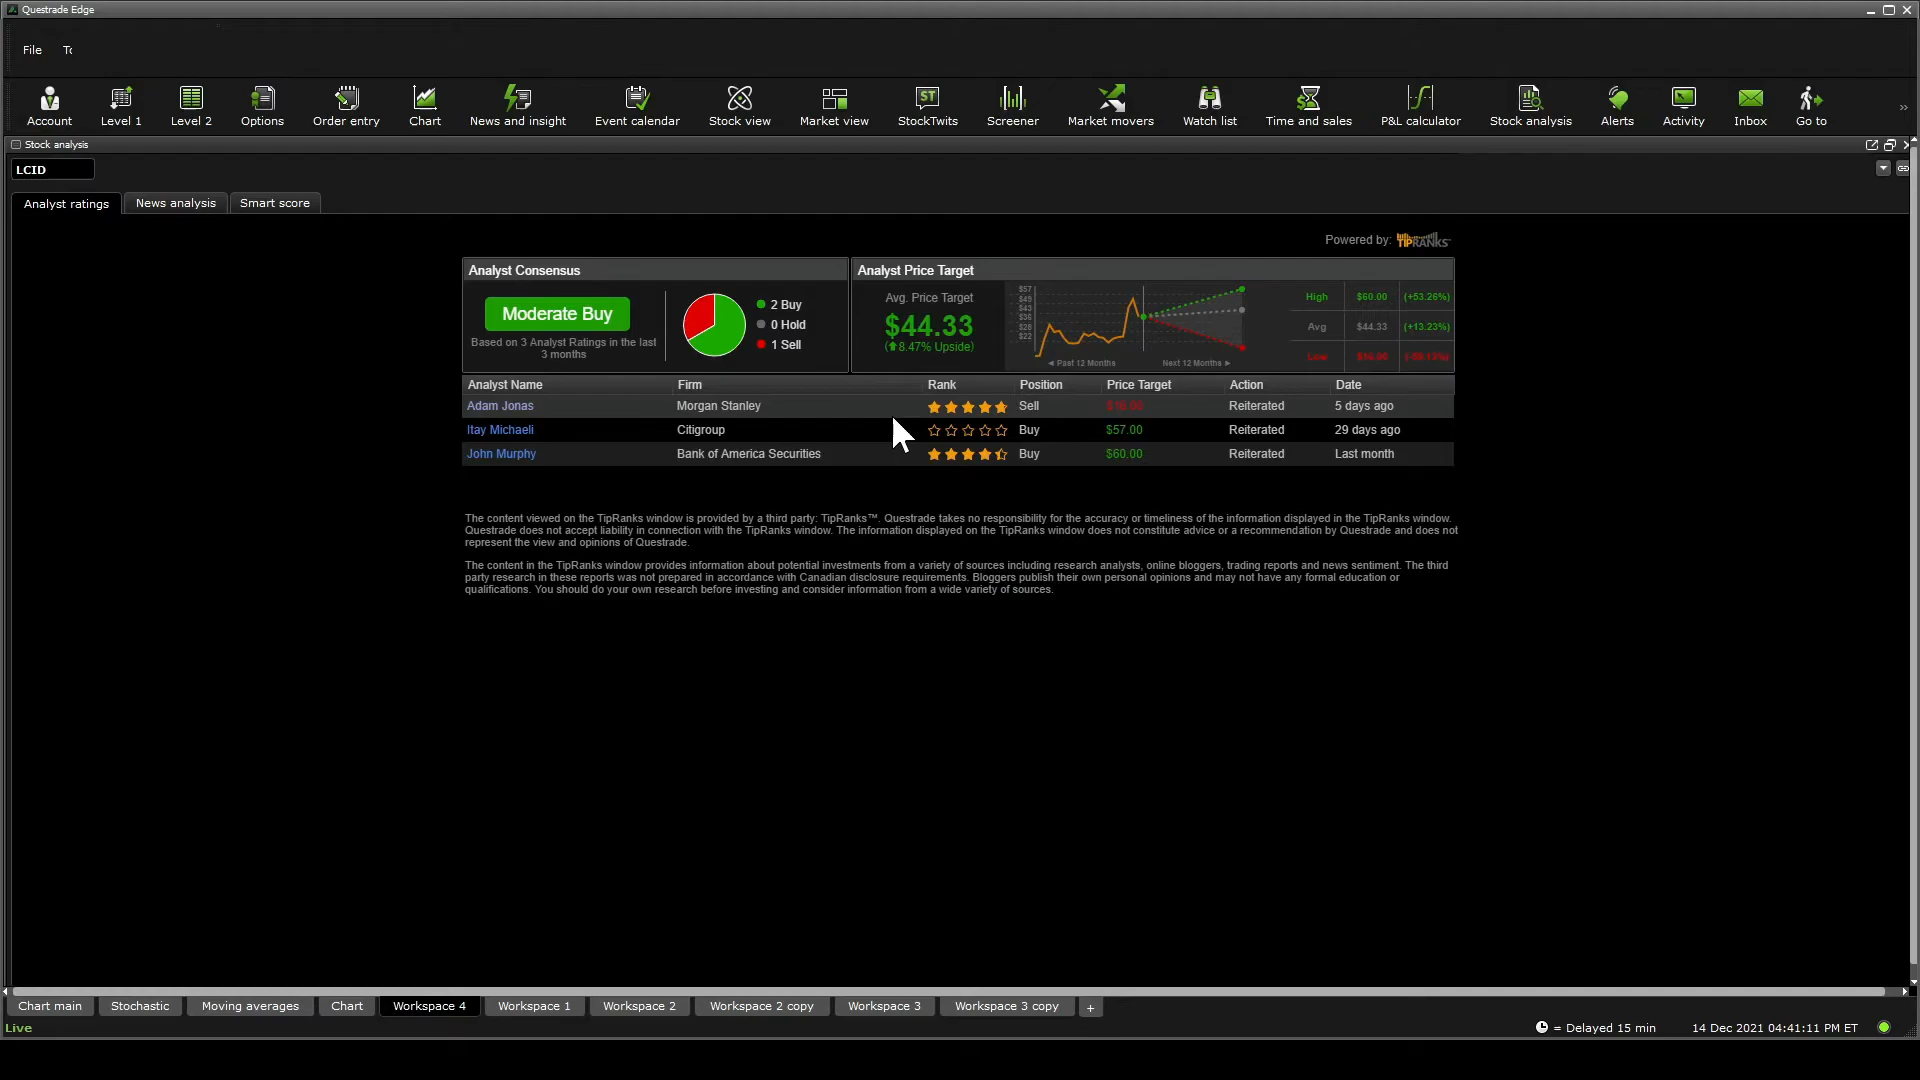 Questrade Edge
File
Account Level 1 Level 2 Options Order entry Chart News and insight Event calendar Stock view Market view StockTwits Screener Market movers Watch list Time and sales P&L calculator Stock analysis Alerts Activity Inbox Go to
Stock analysis
LCID
Analyst ratings News analysis Smart score
Powered by: TIPRANKS
Analyst Consensus
Moderate Buy
Based on 3 Analyst Ratings in the last
3 months
2 Buy
0 Hold
1 Sell
Analyst Price Target
Avg. Price Target
$44.33
(8.47% Upside)
$57
$49
$43
$36
$28
$22
◄ Past 12 Months Next 12 Months ►
High $60.00 (+53.26%)
Avg $44.33 (+13.23%)
Low $16.00
Analyst Name Firm Rank Position Price Target Action Date
Adam Jonas Morgan Stanley Sell $16.00 Reiterated 5 days ago
Itay Michaeli Citigroup Buy $57.00 Reiterated 29 days ago
John Murphy Bank of America Securities Buy $60.00 Reiterated Last month
The content viewed on the TipRanks window is provided by a third party: TipRanks™. Questrade takes no responsibility for the accuracy or timeliness of the information displayed in the TipRanks window.
Questrade does not accept liability in connection with the TipRanks window. The information displayed on the TipRanks window does not constitute advice or a recommendation by Questrade and does not
represent the view and opinions of Questrade.
The content in the TipRanks window provides information about potential investments from a variety of sources including research analysts, online bloggers, trading reports and news sentiment. The third
party research in these reports was not prepared in accordance with Canadian disclosure requirements. Bloggers publish their own personal opinions and may not have any formal education or
qualifications. You should do your own research before investing and consider information from a wide variety of sources.
Chart main Stochastic Moving averages Chart Workspace 4 Workspace 1 Workspace 2 Workspace 2 copy Workspace 3 Workspace 3 copy +
Live
= Delayed 15 min 14 Dec 2021 04:41:11 PM ET